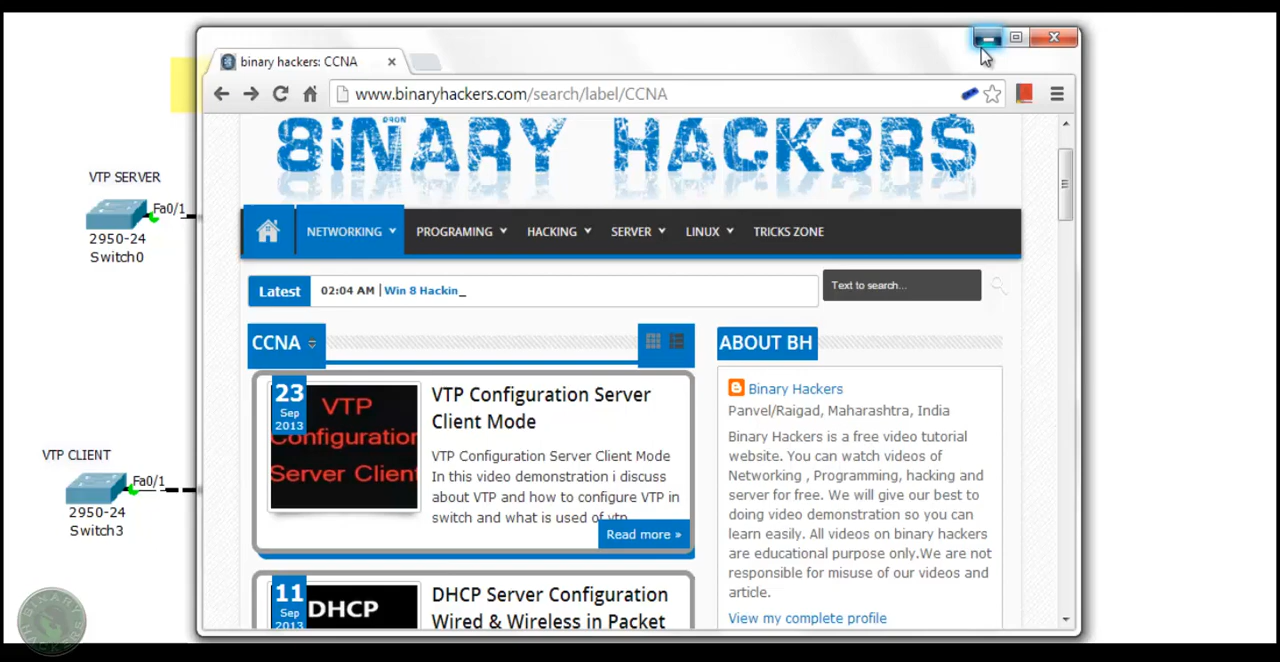 binary hackers: CCNA
www.binaryhackers.com/search/label/CCNA
8iNARY HACK3R$
NETWORKING
PROGRAMING
HACKING
SERVER
LINUX
TRICKS ZONE
Latest
02:04 AM | Win 8 Hackin_
Text to search...
CCNA
23
Sep
2013
VTP
Configuration
Server Client
VTP Configuration Server
Client Mode
VTP Configuration Server Client Mode
In this video demonstration i discuss
about VTP and how to configure VTP in
switch and what is used of vtp
Read more »
11
Sep
2013
DHCP
DHCP Server Configuration
Wired & Wireless in Packet
ABOUT BH
Binary Hackers
Panvel/Raigad, Maharashtra, India
Binary Hackers is a free video tutorial
website. You can watch videos of
Networking , Programming, hacking and
server for free. We will give our best to
doing video demonstration so you can
learn easily. All videos on binary hackers
are educational purpose only.We are not
responsible for misuse of our videos and
article.
View my complete profile
VTP SERVER
Fa0/1
2950-24
Switch0
VTP CLIENT
Fa0/1
2950-24
Switch3
BINARY
HACKERS